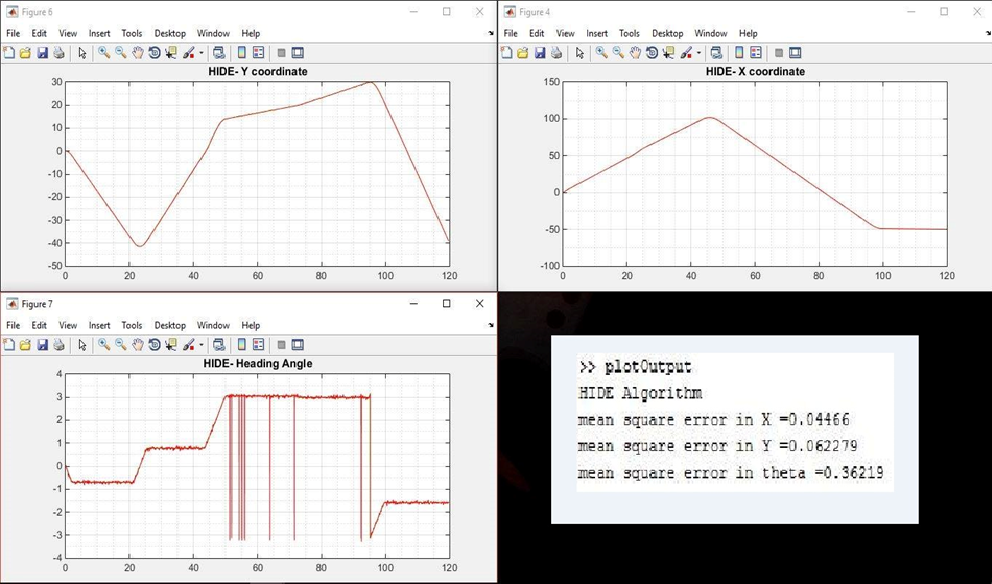 Figure 6
File Edit View Insert Tools Desktop Window Help
HIDE- Y coordinate
30
20
10
0
-10
-20
-30
-40
-50
0 20 40 60 80 100 120
Figure 4
File Edit View Insert Tools Desktop Window Help
HIDE- X coordinate
150
100
50
0
-50
-100
0 20 40 60 80 100 120
Figure 7
File Edit View Insert Tools Desktop Window Help
HIDE- Heading Angle
4
3
2
1
0
-1
-2
-3
-4
0 20 40 60 80 100 120
>> plotOutput
HIDE Algorithm
mean square error in X =0.04466
mean square error in Y =0.062279
mean square error in theta =0.36219